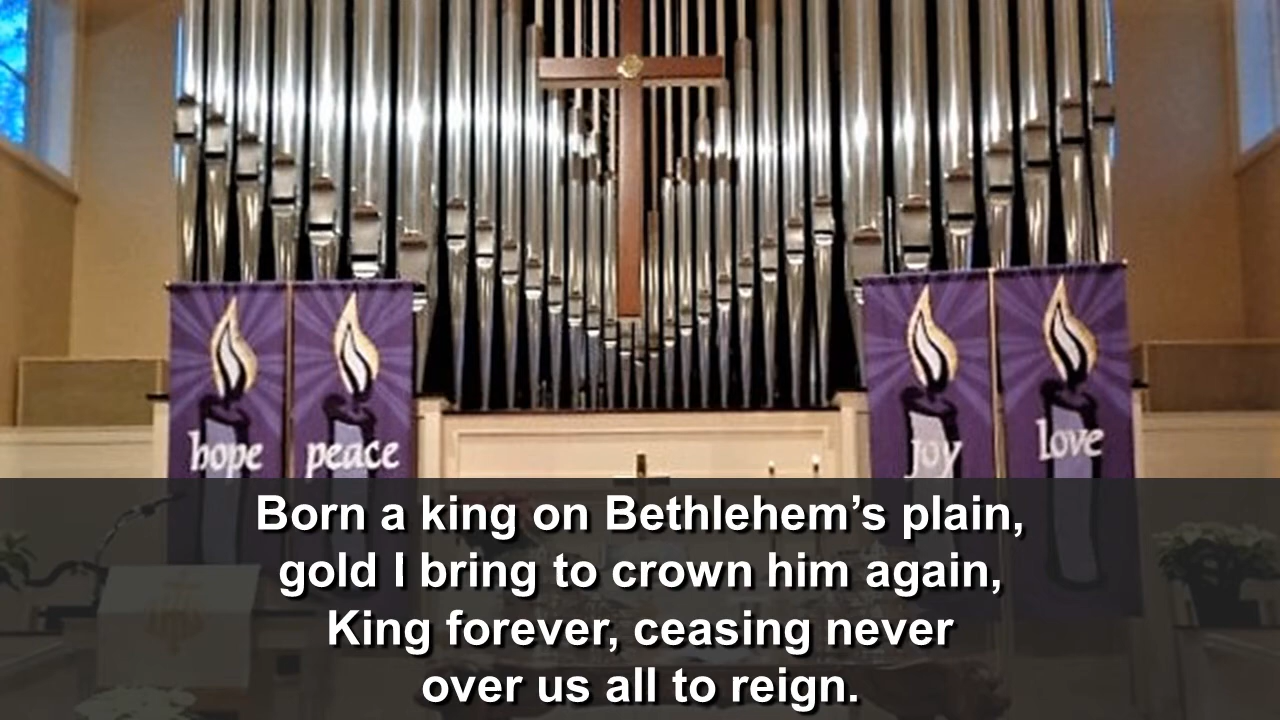 hope peace joy love
Born a king on Bethlehem’s plain,
gold I bring to crown him again,
King forever, ceasing never
over us all to reign.